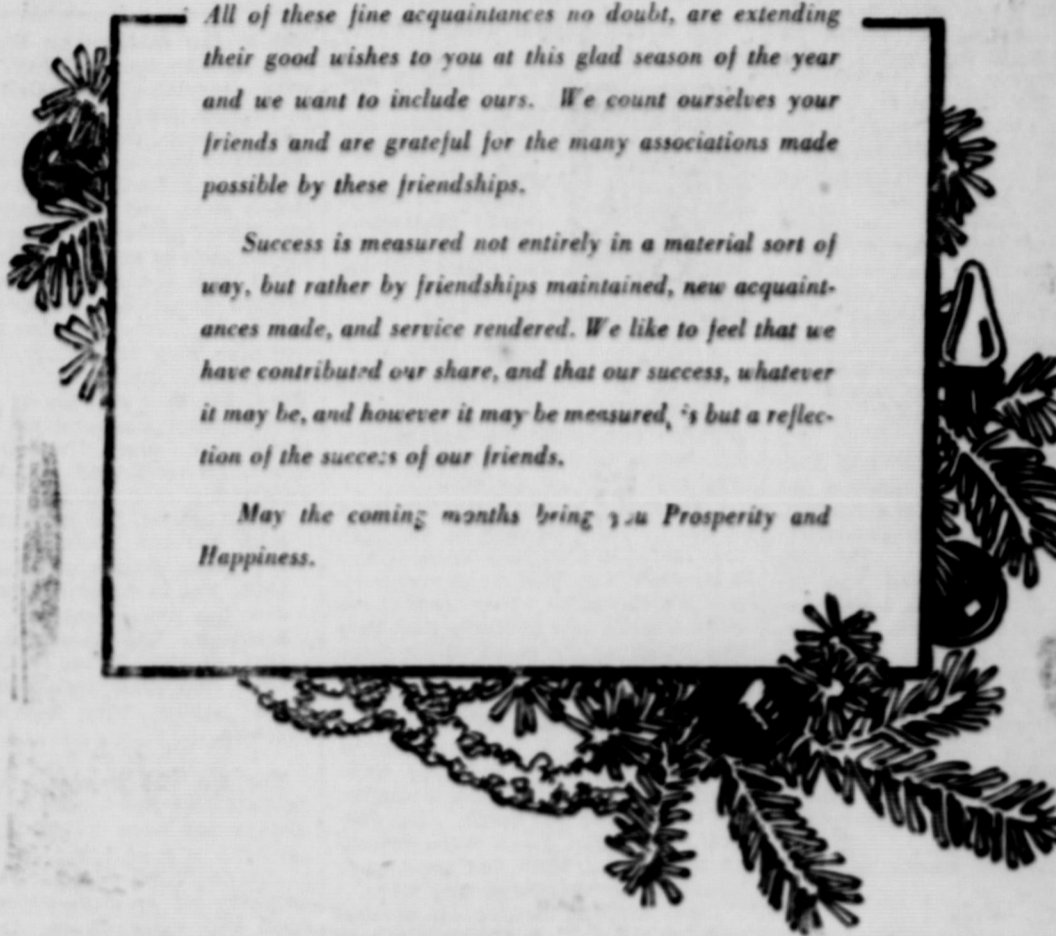 All of these fine acquaintances no doubt, are extending
their good wishes to you at this glad season of the year
and we want to include ours. We count ourselves your
friends and are grateful for the many associations made
possible by these friendships.
Success is measured not entirely in a material sort of
way, but rather by friendships maintained, new acquaint-
ances made, and service rendered. We like to feel that we
have contributed our share, and that our success, whatever
it may be, and however it may be measured, is but a reflec-
tion of the success of our friends.
May the coming months bring you Prosperity and
Happiness.